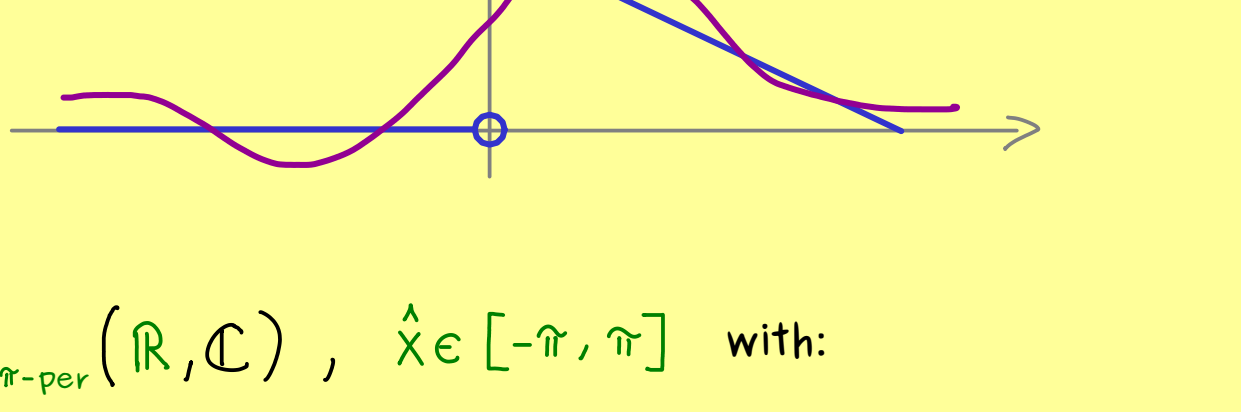 π-per (ℝ, ℂ) , x̂ ∈ [-π, π] with: